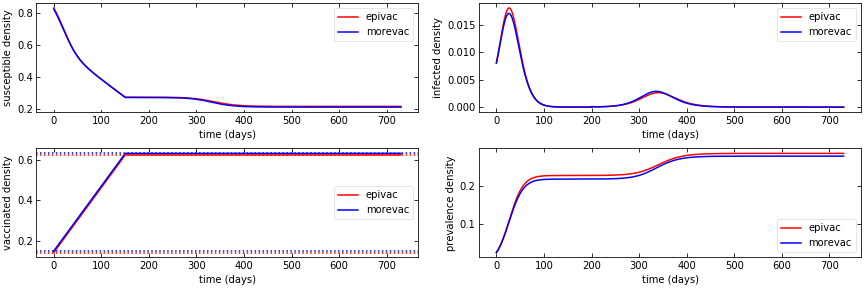 susceptible density
0.8
0.6
0.4
0.2
epivac
morevac
0 100 200 300 400 500 600 700
time (days)
infected density
0.015
0.010
0.005
0.000
epivac
morevac
0 100 200 300 400 500 600 700
time (days)
vaccinated density
0.6
0.4
0.2
epivac
morevac
0 100 200 300 400 500 600 700
time (days)
prevalence density
0.2
0.1
epivac
morevac
0 100 200 300 400 500 600 700
time (days)